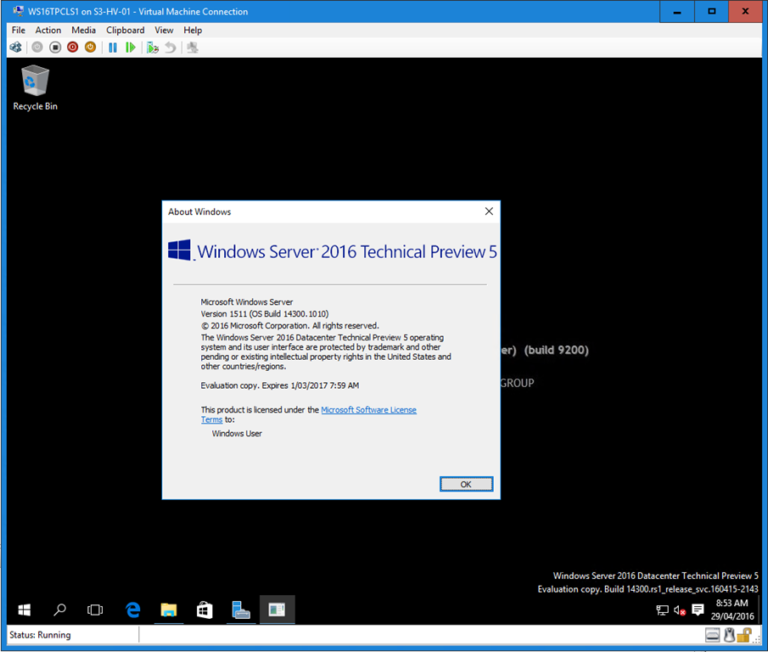 WS16TPCLS1 on S3-HV-01 - Virtual Machine Connection
File Action Media Clipboard View Help
Recycle Bin
About Windows
Windows Server 2016 Technical Preview 5
Microsoft Windows Server
Version 1511 (OS Build 14300.1010)
© 2016 Microsoft Corporation. All rights reserved.
The Windows Server 2016 Datacenter Technical Preview 5 operating
system and its user interface are protected by trademark and other
pending or existing intellectual property rights in the United States and
other countries/regions.
er) (build 9200)
GROUP
Evaluation copy. Expires 1/03/2017 7:59 AM
This product is licensed under the Microsoft Software License
Terms to:
Windows User
OK
Windows Server 2016 Datacenter Technical Preview 5
Evaluation copy. Build 14300.rs1_release_svc.160415-2143
8:53 AM
29/04/2016
Status: Running